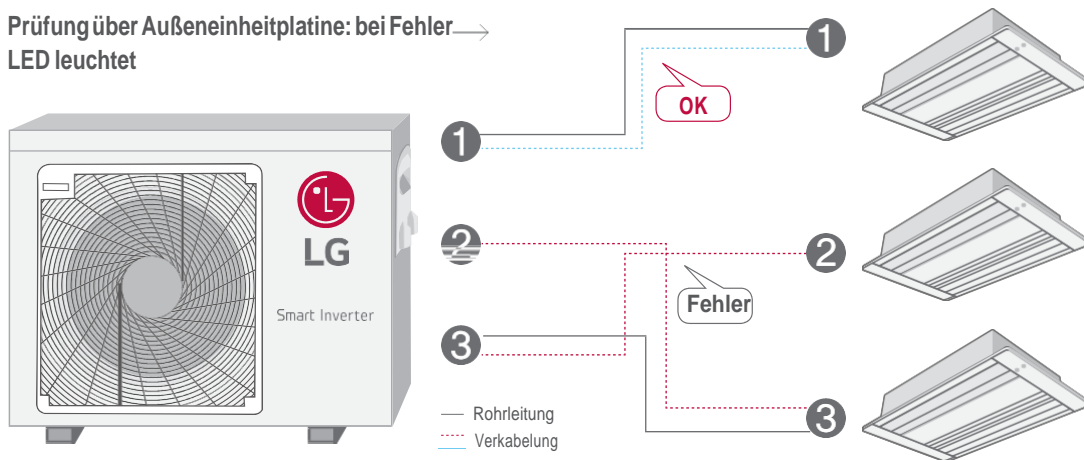 Prüfung über Außeneinheitplatine: bei Fehler
LED leuchtet
1
OK
1
LG
Smart Inverter
2
2
Fehler
3
3
Rohrleitung
Verkabelung